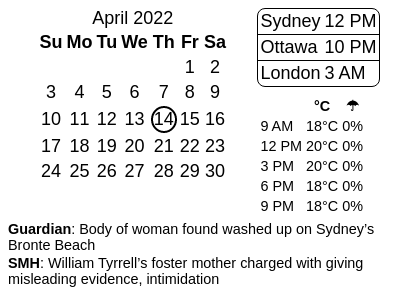 April 2022
Su Mo Tu We Th Fr Sa
1 2
3 4 5 6 7 8 9
10 11 12 13 14 15 16
17 18 19 20 21 22 23
24 25 26 27 28 29 30
Sydney 12 PM
Ottawa 10 PM
London 3 AM
°C ☂
9 AM 18°C 0%
12 PM 20°C 0%
3 PM 20°C 0%
6 PM 18°C 0%
9 PM 18°C 0%
Guardian: Body of woman found washed up on Sydney’s
Bronte Beach
SMH: William Tyrrell’s foster mother charged with giving
misleading evidence, intimidation